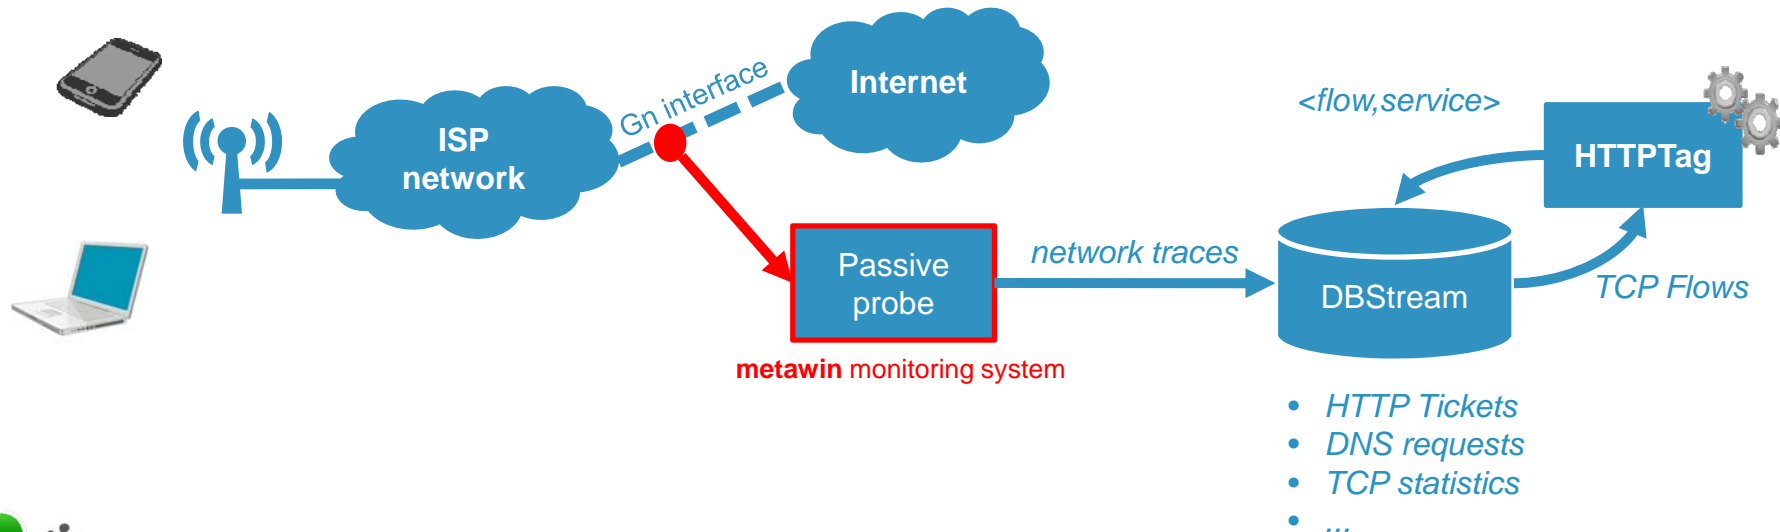 Internet
Gn interface
<flow,service>
ISP
network
HTTPTag
Passive
probe
network traces
DBStream
TCP Flows
metawin monitoring system
• HTTP Tickets
• DNS requests
• TCP statistics
• ...